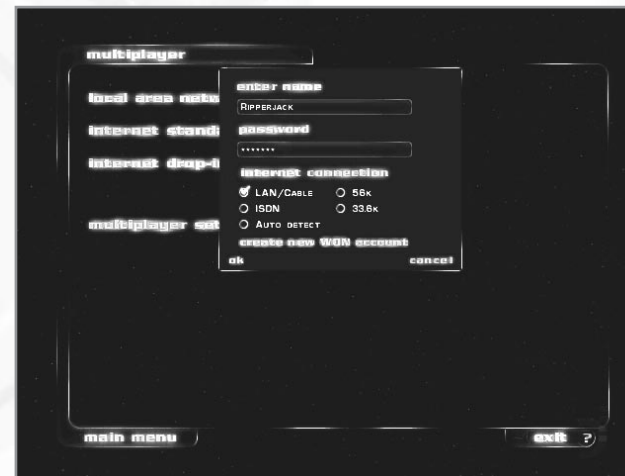 multiplayer
local area netw
internet standa
internet drop-i
multiplayer set
enter name
Ripperjack
password
*******
internet connection
LAN/Cable
56k
ISDN
33.6k
Auto detect
create new WON account
ok
cancel
main menu
exit
?